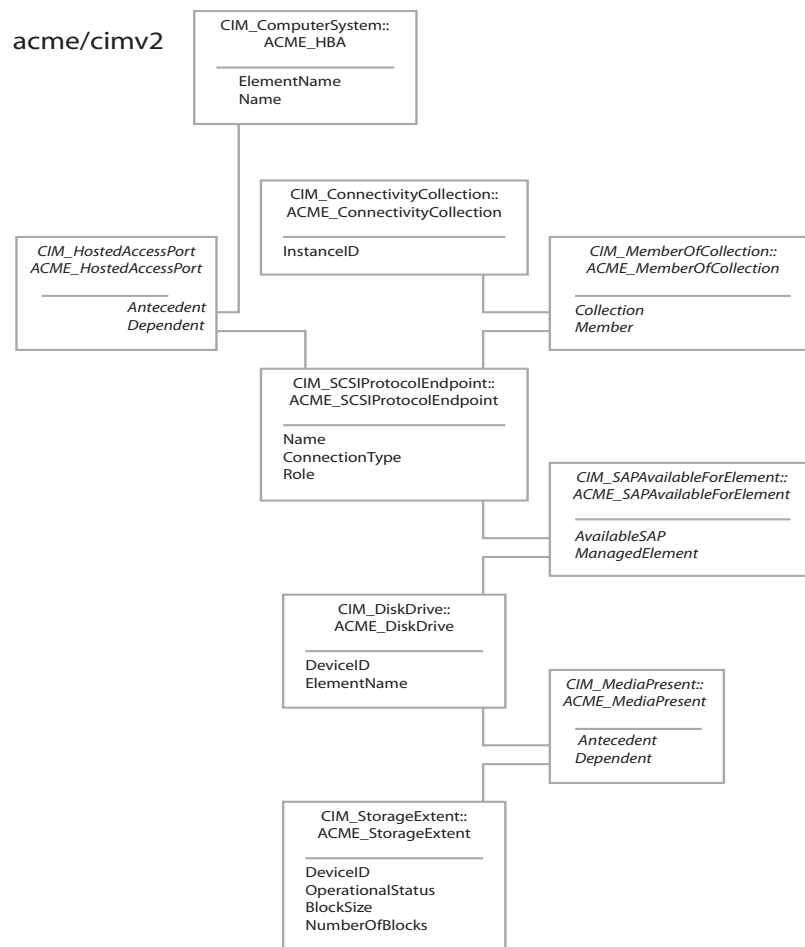 acme/cimv2
CIM_ComputerSystem::
ACME_HBA
ElementName
Name
CIM_ConnectivityCollection::
ACME_ConnectivityCollection
InstanceID
CIM_HostedAccessPort
ACME_HostedAccessPort
Antecedent
Dependent
CIM_MemberOfCollection::
ACME_MemberOfCollection
Collection
Member
CIM_SCSIProtocolEndpoint::
ACME_SCSIProtocolEndpoint
Name
ConnectionType
Role
CIM_SAPAvailableForElement::
ACME_SAPAvailableForElement
AvailableSAP
ManagedElement
CIM_DiskDrive::
ACME_DiskDrive
DeviceID
ElementName
CIM_MediaPresent::
ACME_MediaPresent
Antecedent
Dependent
CIM_StorageExtent::
ACME_StorageExtent
DeviceID
OperationalStatus
BlockSize
NumberOfBlocks